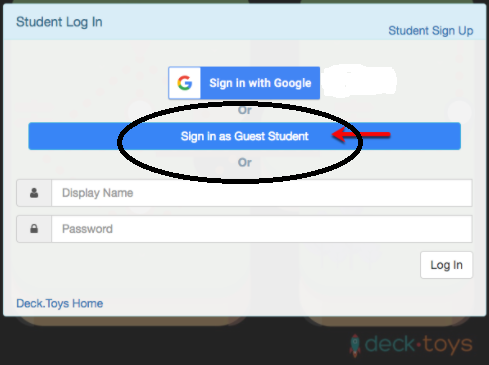 Student Log In
Student Sign Up
G Sign in with Google
Or
Sign in as Guest Student
Or
Display Name
Password
Log In
Deck.Toys Home
deck•toys